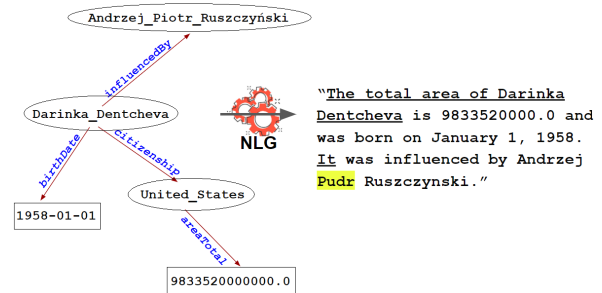 Andrzej_Piotr_Ruszczyński
influencedBy
Darinka_Dentcheva
birthDate
citizenship
1958-01-01
United_States
areaTotal
9833520000000.0
NLG
“The total area of Darinka
Dentcheva is 9833520000.0 and
was born on January 1, 1958.
It was influenced by Andrzej
Pudr Ruszczynski.”